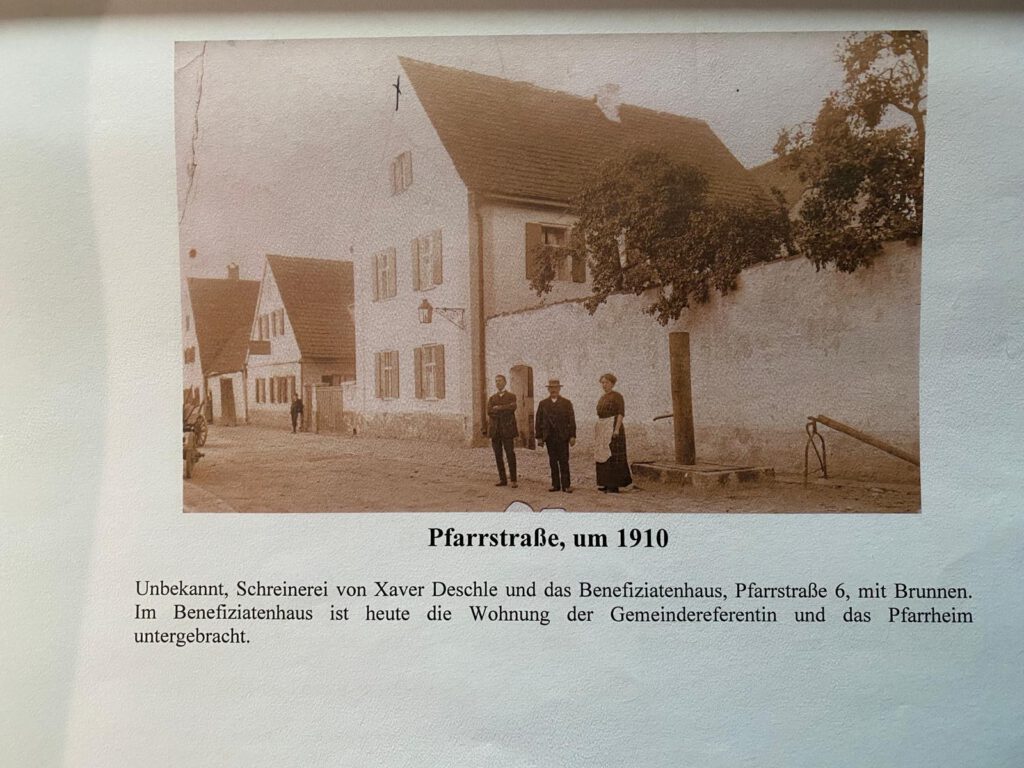 Pfarrstraße, um 1910
Unbekannt, Schreinerei von Xaver Deschle und das Benefiziatenhaus, Pfarrstraße 6, mit Brunnen.
Im Benefiziatenhaus ist heute die Wohnung der Gemeindereferentin und das Pfarrheim
untergebracht.